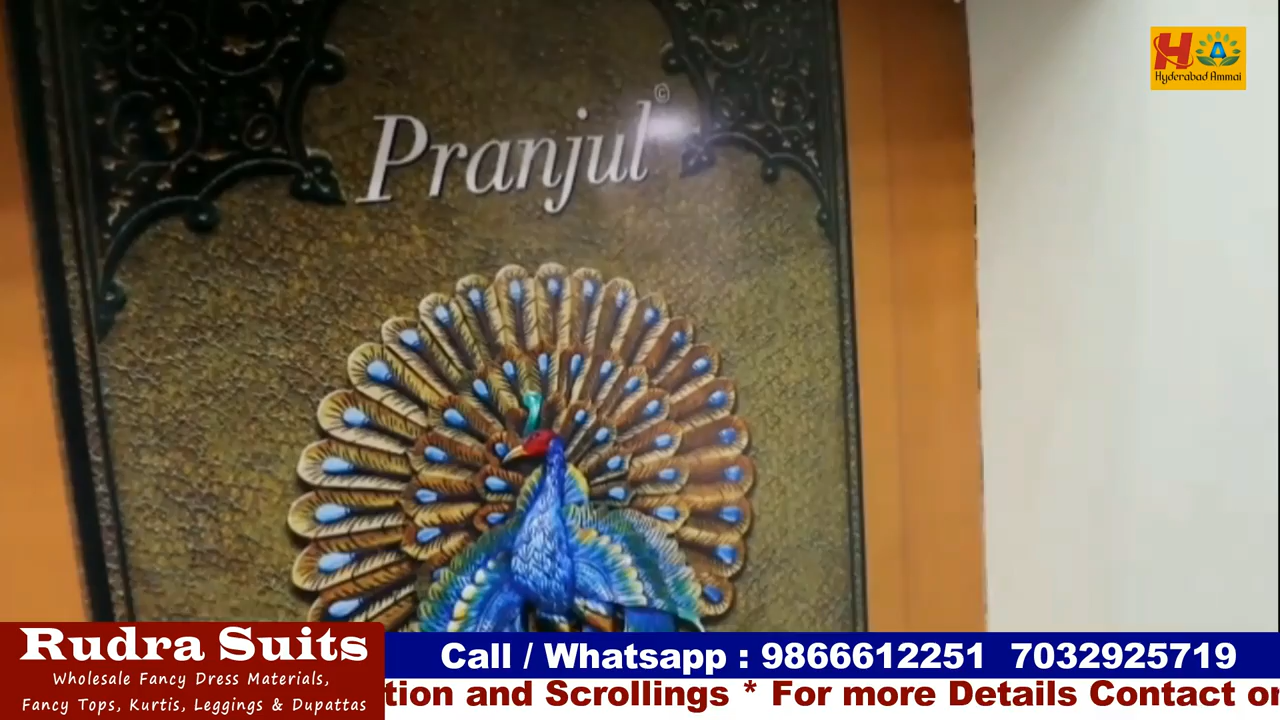 Pranjul©
H A
Hyderabad Ammai
Rudra Suits
Wholesale Fancy Dress Materials,
Fancy Tops, Kurtis, Leggings & Dupattas
Call / Whatsapp : 9866612251 7032925719
tion and Scrollings * For more Details Contact or